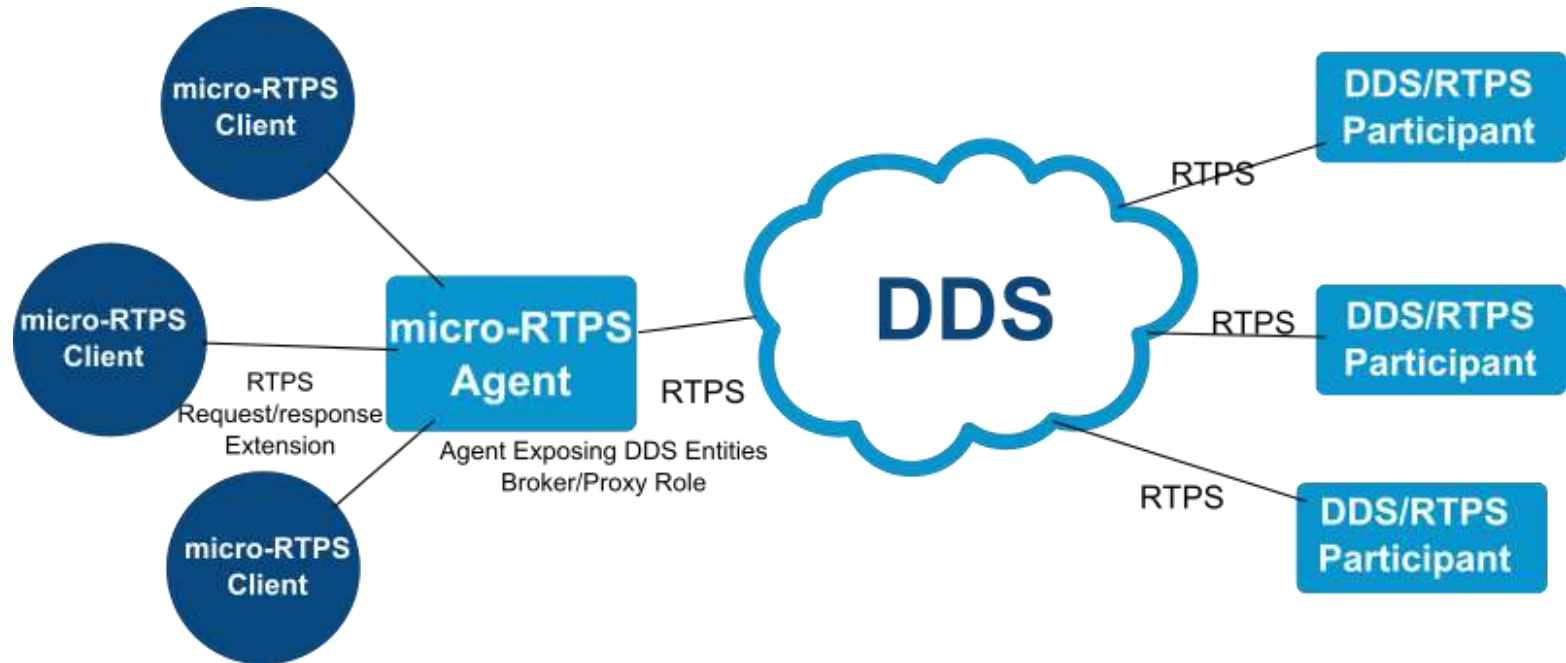 micro-RTPS
Client
micro-RTPS
Client
RTPS
Request/response
Extension
micro-RTPS
Client
micro-RTPS
Agent
RTPS
Agent Exposing DDS Entities
Broker/Proxy Role
DDS
RTPS
DDS/RTPS
Participant
RTPS
DDS/RTPS
Participant
RTPS
DDS/RTPS
Participant